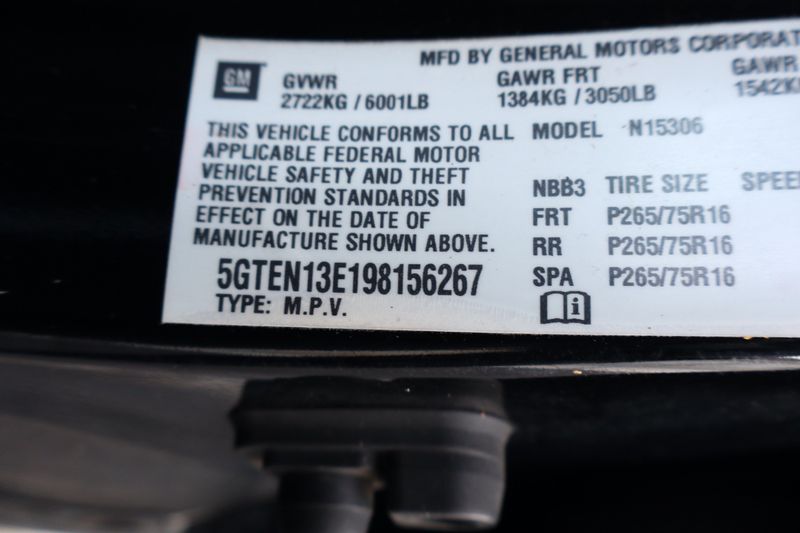 MFD BY GENERAL MOTORS CORPORAT
GM
GVWR
2722KG / 6001LB
GAWR FRT
1384KG / 3050LB
GAWR
1542K
THIS VEHICLE CONFORMS TO ALL
APPLICABLE FEDERAL MOTOR
VEHICLE SAFETY AND THEFT
PREVENTION STANDARDS IN
EFFECT ON THE DATE OF
MANUFACTURE SHOWN ABOVE.
5GTEN13E198156267
TYPE: M.P.V.
MODEL N15306
NBB3 TIRE SIZE SPEE
FRT P265/75R16
RR P265/75R16
SPA P265/75R16
i